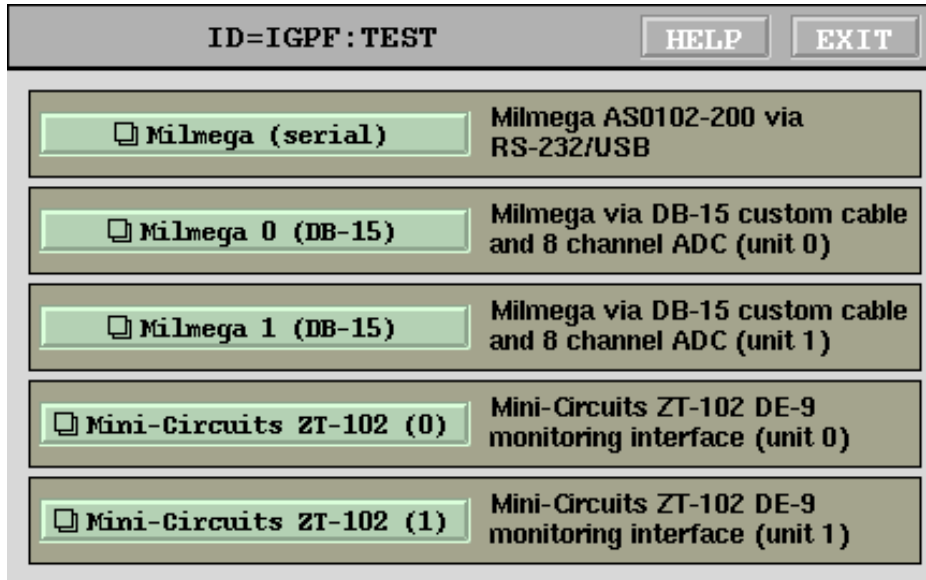 ID=IGPF:TEST HELP EXIT
Milmega (serial)
Milmega AS0102-200 via
RS-232/USB
Milmega 0 (DB-15)
Milmega via DB-15 custom cable
and 8 channel ADC (unit 0)
Milmega 1 (DB-15)
Milmega via DB-15 custom cable
and 8 channel ADC (unit 1)
Mini-Circuits ZT-102 (0)
Mini-Circuits ZT-102 DE-9
monitoring interface (unit 0)
Mini-Circuits ZT-102 (1)
Mini-Circuits ZT-102 DE-9
monitoring interface (unit 1)